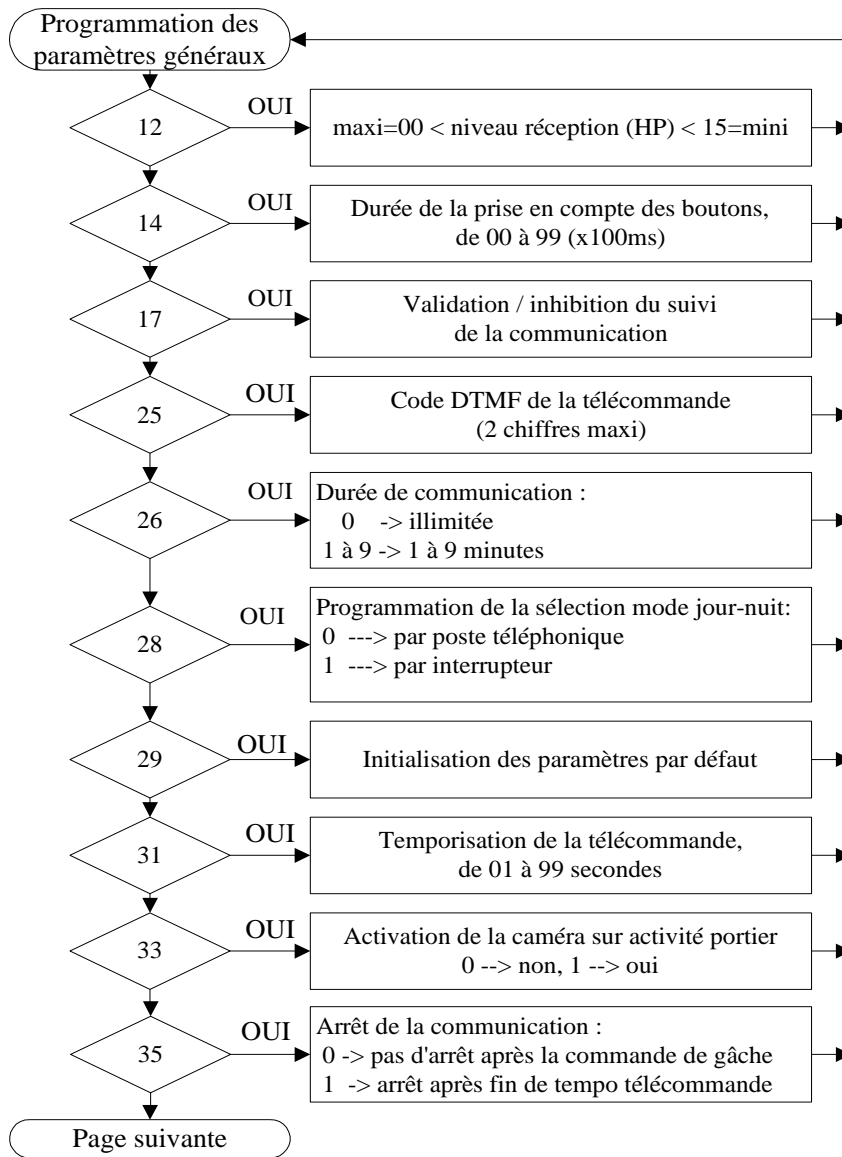 Programmation des
paramètres généraux
12
OUI
maxi=00 < niveau réception (HP) < 15=mini
14
OUI
Durée de la prise en compte des boutons,
de 00 à 99 (x100ms)
17
OUI
Validation / inhibition du suivi
de la communication
25
OUI
Code DTMF de la télécommande
(2 chiffres maxi)
26
OUI
Durée de communication :
0 -> illimitée
1 à 9 -> 1 à 9 minutes
28
OUI
Programmation de la sélection mode jour-nuit:
0 ---> par poste téléphonique
1 ---> par interrupteur
29
OUI
Initialisation des paramètres par défaut
31
OUI
Temporisation de la télécommande,
de 01 à 99 secondes
33
OUI
Activation de la caméra sur activité portier
0 --> non, 1 --> oui
35
OUI
Arrêt de la communication :
0 -> pas d'arrêt après la commande de gâche
1 -> arrêt après fin de tempo télécommande
Page suivante